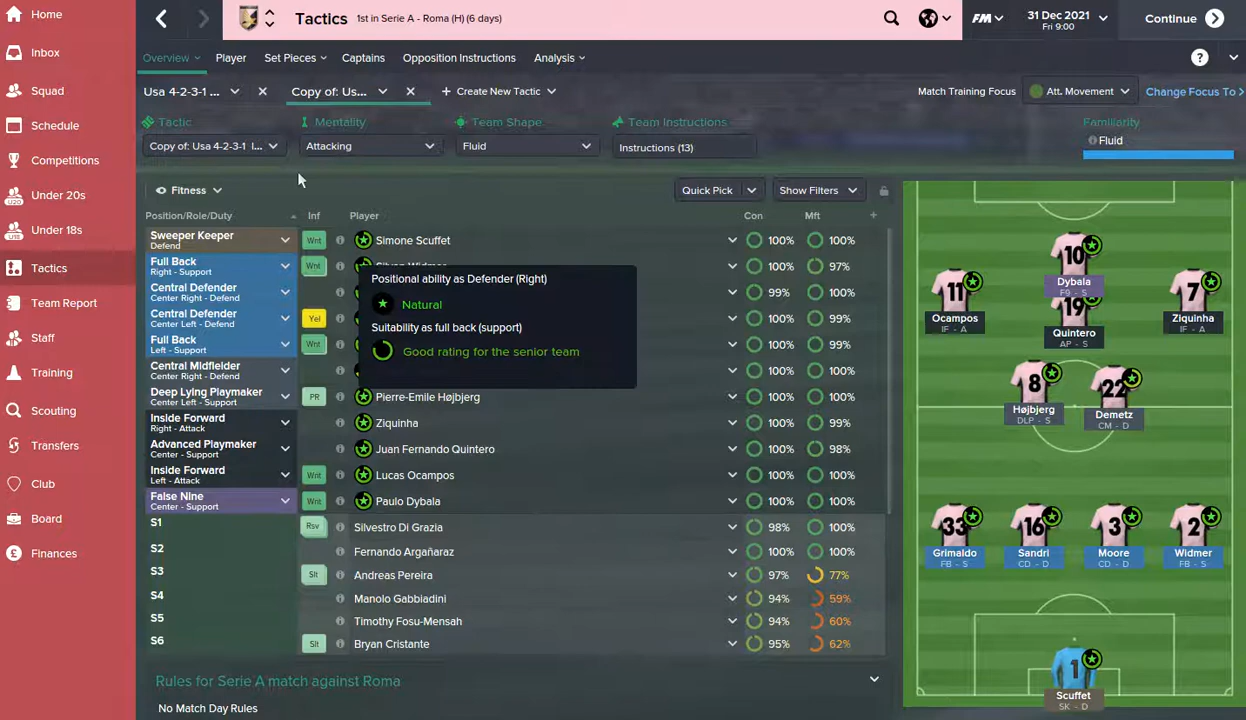 Home
Tactics
1st in Serie A - Roma (H) (6 days)
FM
31 Dec 2021
Fri 9:00
Continue
Inbox
Squad
Schedule
Competitions
Under 20s
Under 18s
Tactics
Team Report
Staff
Training
Scouting
Transfers
Club
Board
Finances
Overview
Player
Set Pieces
Captains
Opposition Instructions
Analysis
?
Usa 4-2-3-1 ...
Copy of: Us...
+ Create New Tactic
Match Training Focus
Att. Movement
Change Focus To >
Tactic
Mentality
Team Shape
Team Instructions
Familiarity
Copy of: Usa 4-2-3-1 I...
Attacking
Fluid
Instructions (13)
Fluid
Fitness
Quick Pick
Show Filters
Position/Role/Duty
Inf
Player
Con
Mft
+
Sweeper Keeper
Defend
Wnt
Simone Scuffet
100%
100%
Full Back
Right - Support
Wnt
100%
97%
Central Defender
Center Right - Defend
99%
100%
Central Defender
Center Left - Defend
Yel
100%
99%
Full Back
Left - Support
Wnt
100%
99%
Central Midfielder
Center Right - Defend
100%
100%
Deep Lying Playmaker
Center Left - Support
PR
Pierre-Emile Højbjerg
100%
100%
Inside Forward
Right - Attack
Ziquinha
100%
99%
Advanced Playmaker
Center - Support
Juan Fernando Quintero
100%
98%
Inside Forward
Left - Attack
Wnt
Lucas Ocampos
100%
100%
False Nine
Center - Support
Wnt
Paulo Dybala
100%
100%
S1
Rsv
Silvestro Di Grazia
98%
100%
S2
Fernando Argañaraz
100%
100%
S3
Slt
Andreas Pereira
97%
77%
S4
Manolo Gabbiadini
94%
59%
S5
Timothy Fosu-Mensah
94%
60%
S6
Slt
Bryan Cristante
95%
62%
Positional ability as Defender (Right)
Natural
Suitability as full back (support)
Good rating for the senior team
Rules for Serie A match against Roma
No Match Day Rules
10
Dybala
F9 - S
11
Ocampos
IF - A
19
Quintero
AP - S
7
Ziquinha
IF - A
8
Højbjerg
DLP - S
22
Demetz
CM - D
33
Grimaldo
FB - S
16
Sandri
CD - D
3
Moore
CD - D
2
Widmer
FB - S
1
Scuffet
SK - D